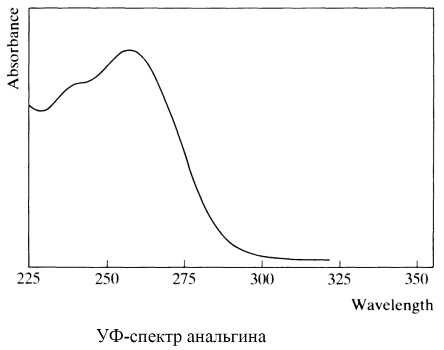 Absorbance
225 250 275 300 325 350
Wavelength
УФ-спектр анальгина